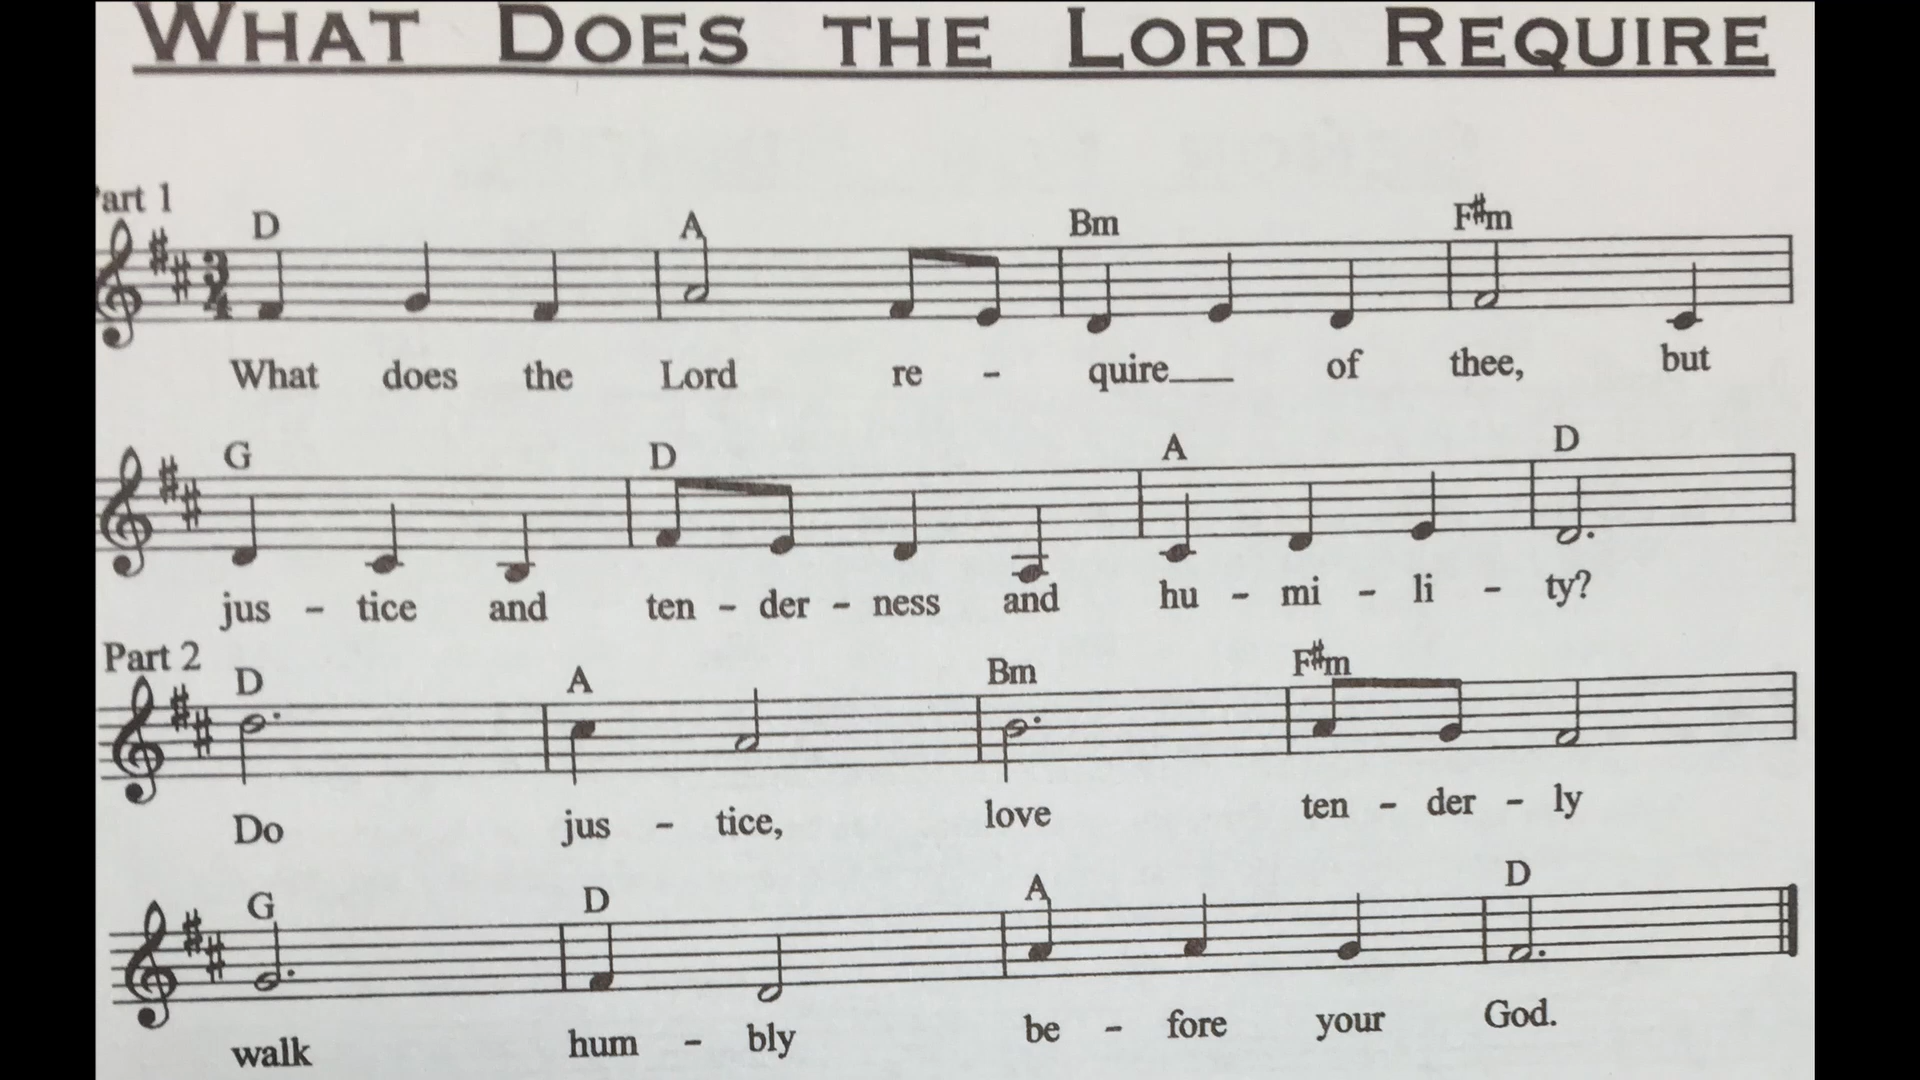 WHAT DOES THE LORD REQUIRE
art 1
D A Bm F#m
What does the Lord re - quire of thee, but
G D A D
jus - tice and ten - der - ness and hu - mi - li - ty?
Part 2
D A Bm F#m
Do jus - tice, love ten - der - ly
G D A D
walk hum - bly be - fore your God.